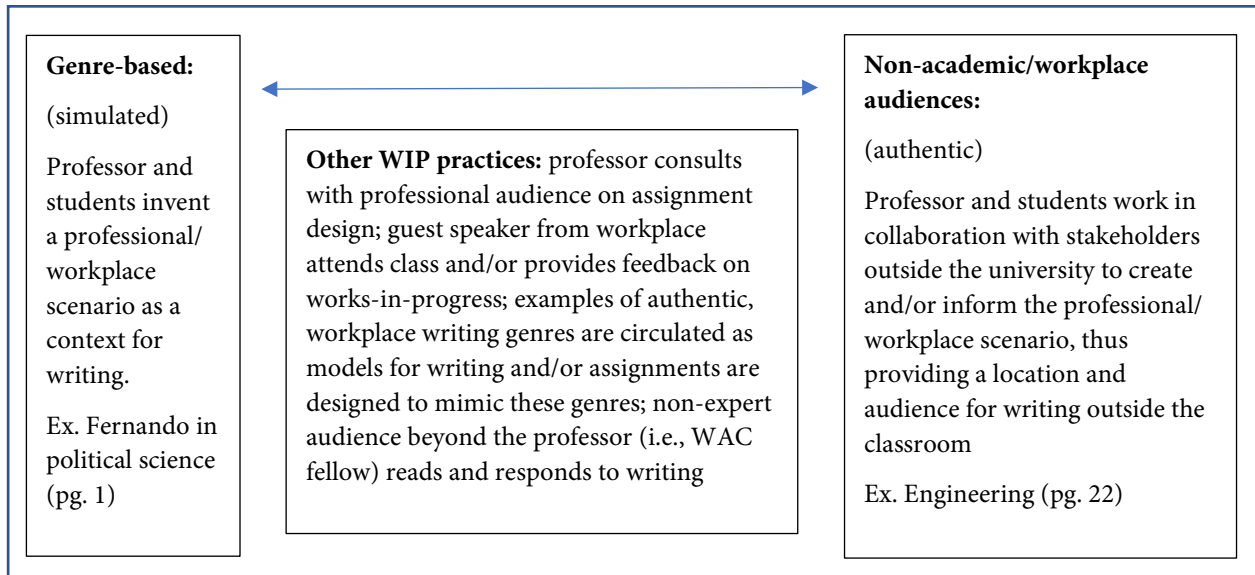 Genre-based:
(simulated)
Professor and
students invent
a professional/
workplace
scenario as a
context for
writing.
Ex. Fernando in
political science
(pg. 1)
Other WIP practices: professor consults
with professional audience on assignment
design; guest speaker from workplace
attends class and/or provides feedback on
works-in-progress; examples of authentic,
workplace writing genres are circulated as
models for writing and/or assignments are
designed to mimic these genres; non-expert
audience beyond the professor (i.e., WAC
fellow) reads and responds to writing
Non-academic/workplace
audiences:
(authentic)
Professor and students work in
collaboration with stakeholders
outside the university to create
and/or inform the professional/
workplace scenario, thus
providing a location and
audience for writing outside the
classroom
Ex. Engineering (pg. 22)